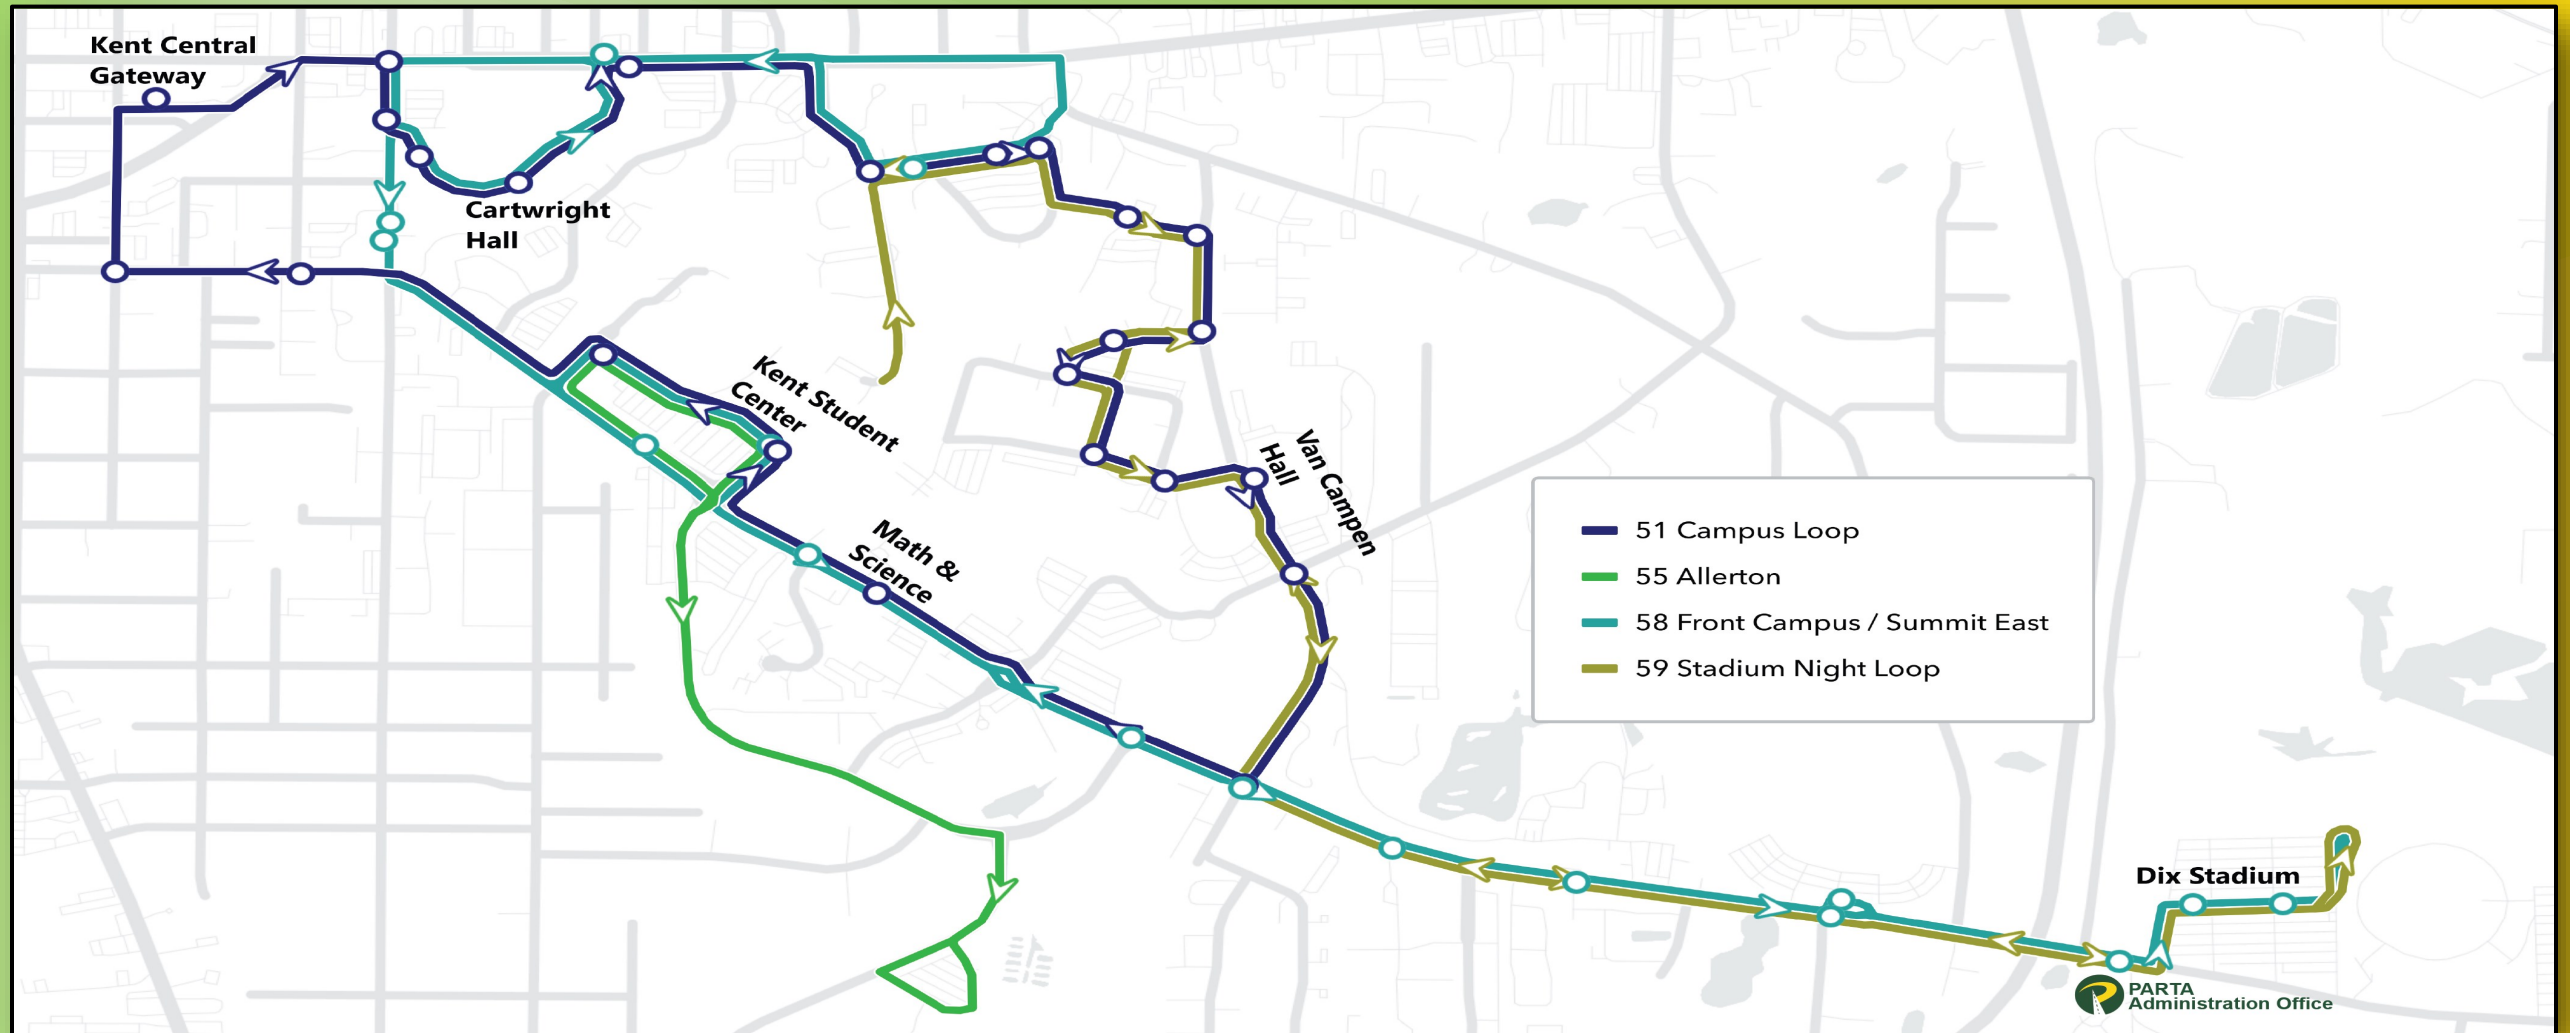 Kent Central
Gateway
Cartwright
Hall
Kent Student
Center
Math &
Science
Van Campen
Hall
51 Campus Loop
55 Allerton
58 Front Campus / Summit East
59 Stadium Night Loop
Dix Stadium
PARTA
Administration Office